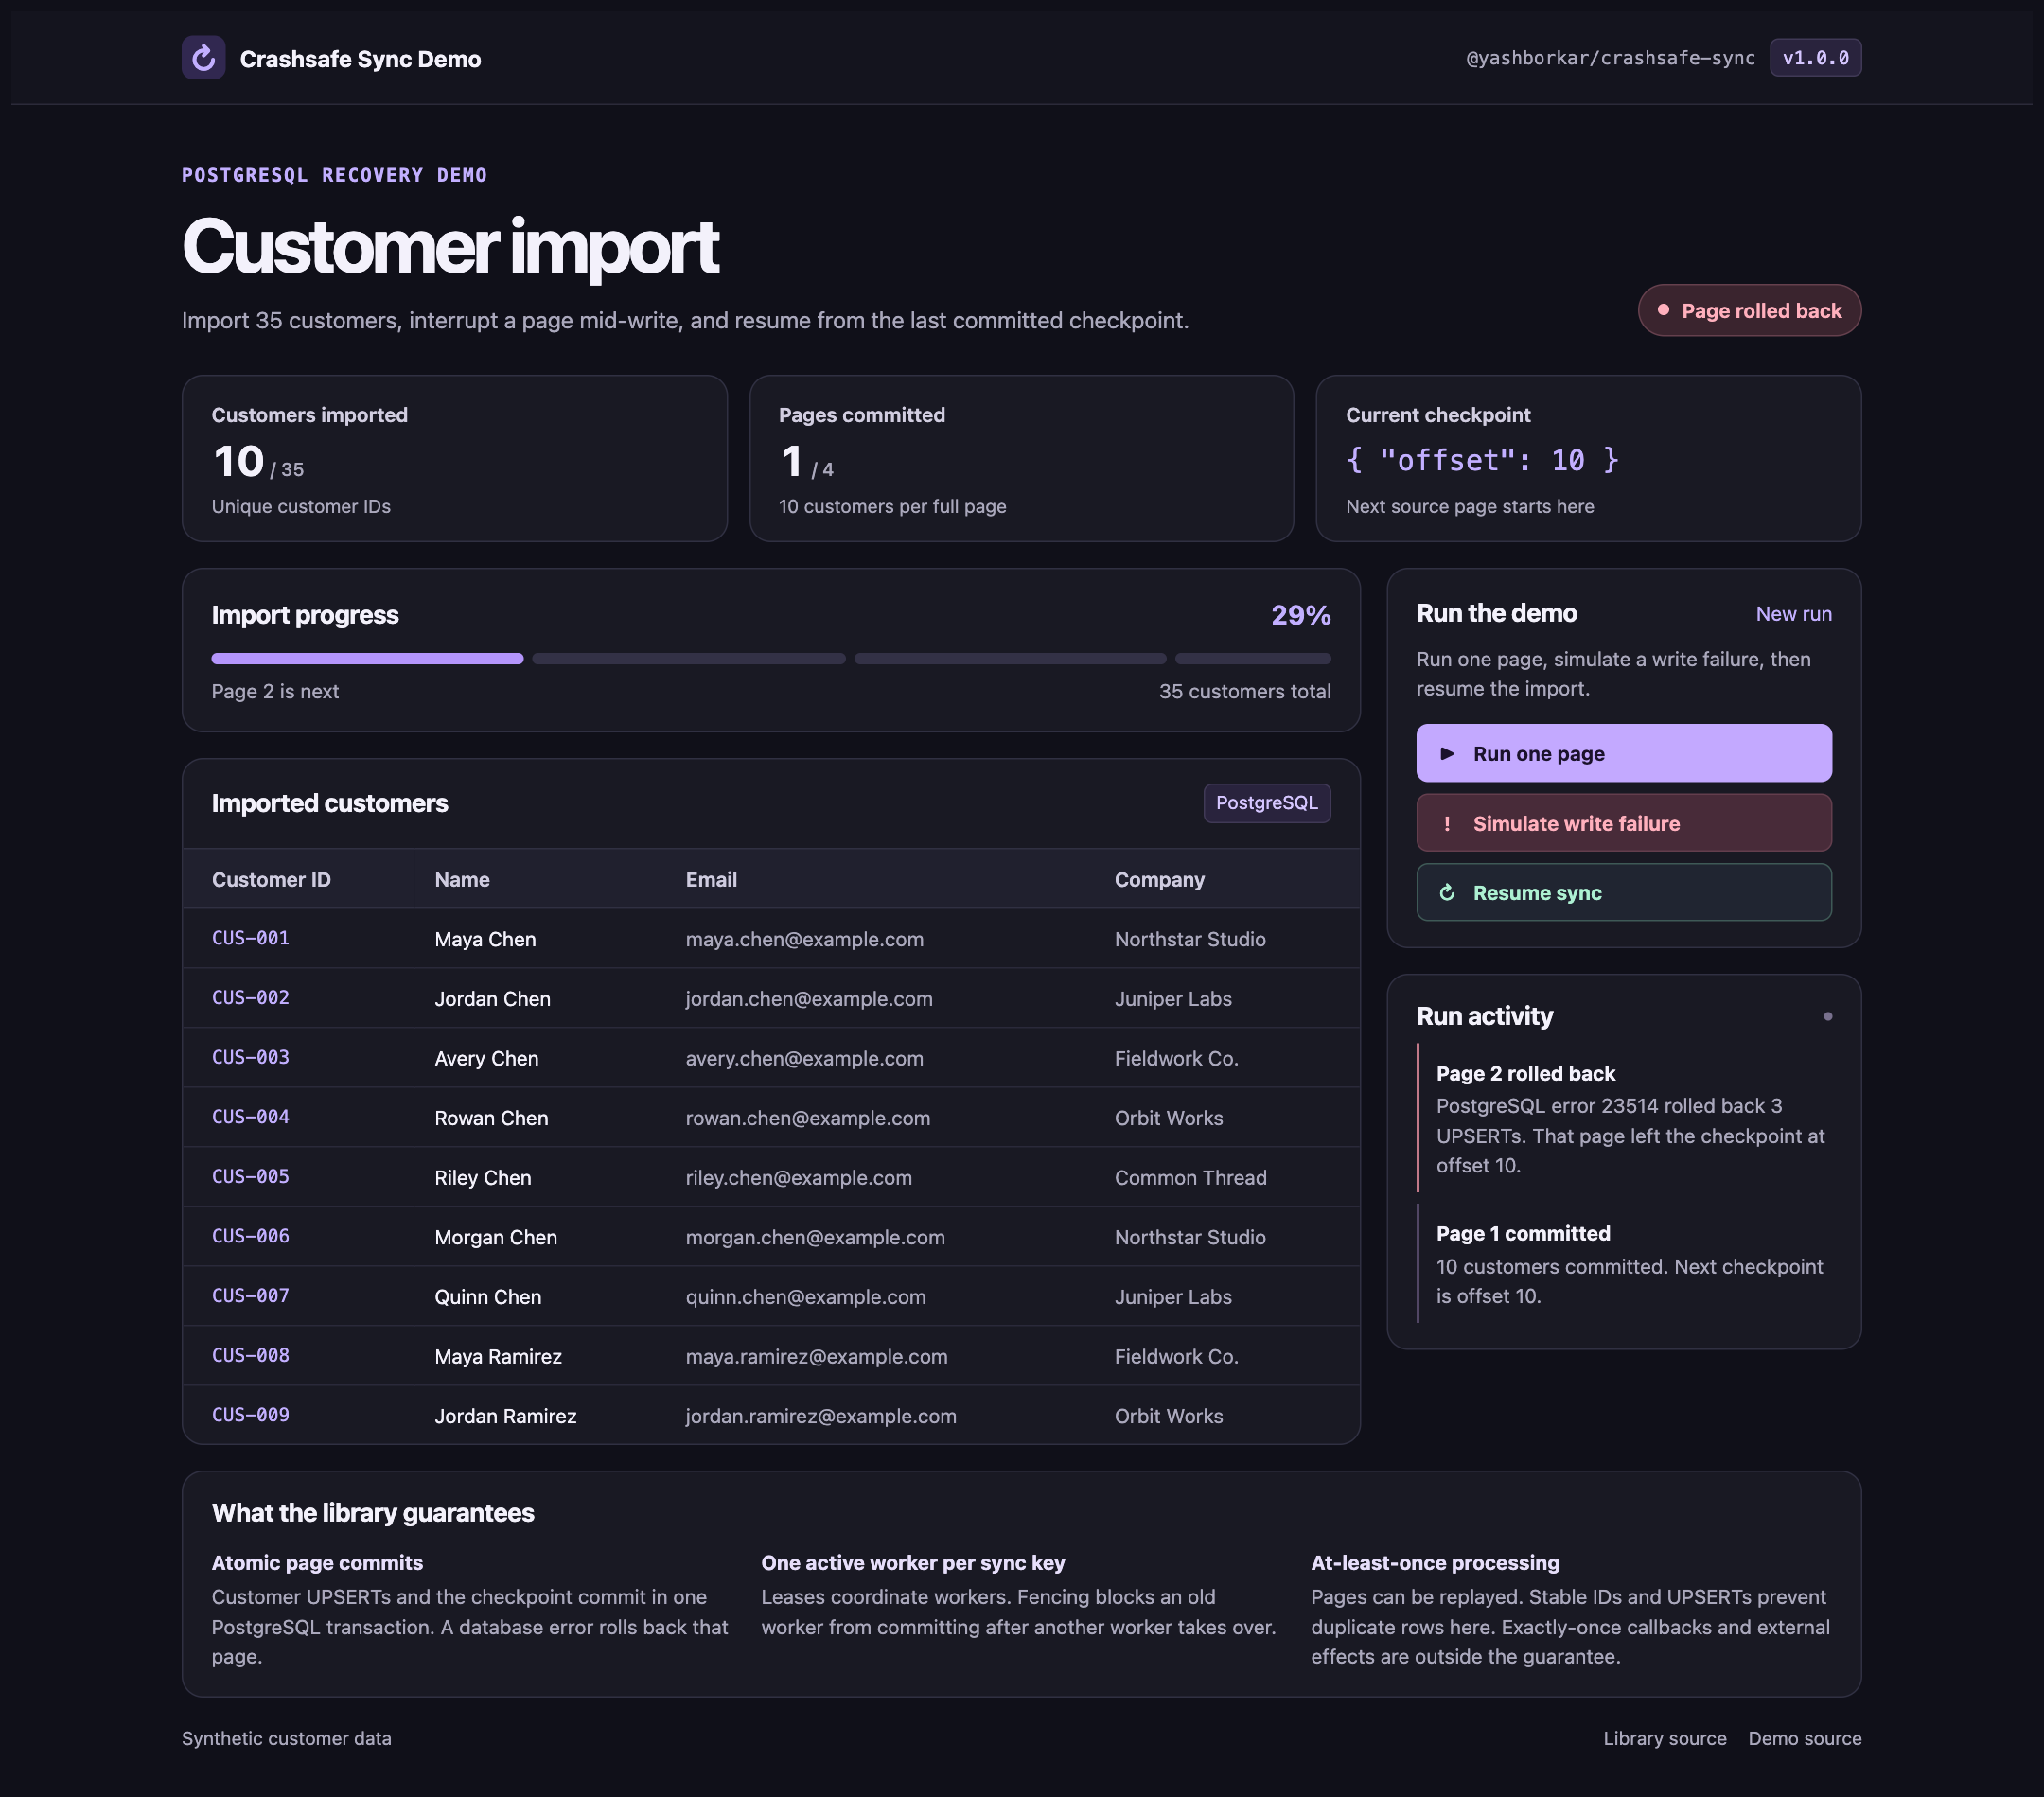 Crashsafe Sync Demo
@yashborkar/crashsafe-sync
v1.0.0
POSTGRESQL RECOVERY DEMO
Customer import
Import 35 customers, interrupt a page mid-write, and resume from the last committed checkpoint.
Page rolled back
Customers imported
10 / 35
Unique customer IDs
Pages committed
1 / 4
10 customers per full page
Current checkpoint
{ "offset": 10 }
Next source page starts here
Import progress
29%
Page 2 is next
35 customers total
Imported customers
PostgreSQL
Customer ID Name Email Company
CUS-001 Maya Chen maya.chen@example.com Northstar Studio
CUS-002 Jordan Chen jordan.chen@example.com Juniper Labs
CUS-003 Avery Chen avery.chen@example.com Fieldwork Co.
CUS-004 Rowan Chen rowan.chen@example.com Orbit Works
CUS-005 Riley Chen riley.chen@example.com Common Thread
CUS-006 Morgan Chen morgan.chen@example.com Northstar Studio
CUS-007 Quinn Chen quinn.chen@example.com Juniper Labs
CUS-008 Maya Ramirez maya.ramirez@example.com Fieldwork Co.
CUS-009 Jordan Ramirez jordan.ramirez@example.com Orbit Works
Run the demo
New run
Run one page, simulate a write failure, then
resume the import.
Run one page
! Simulate write failure
Resume sync
Run activity
Page 2 rolled back
PostgreSQL error 23514 rolled back 3
UPSERTs. That page left the checkpoint at
offset 10.
Page 1 committed
10 customers committed. Next checkpoint
is offset 10.
What the library guarantees
Atomic page commits
Customer UPSERTs and the checkpoint commit in one
PostgreSQL transaction. A database error rolls back that
page.
One active worker per sync key
Leases coordinate workers. Fencing blocks an old
worker from committing after another worker takes over.
At-least-once processing
Pages can be replayed. Stable IDs and UPSERTs prevent
duplicate rows here. Exactly-once callbacks and external
effects are outside the guarantee.
Synthetic customer data
Library source
Demo source